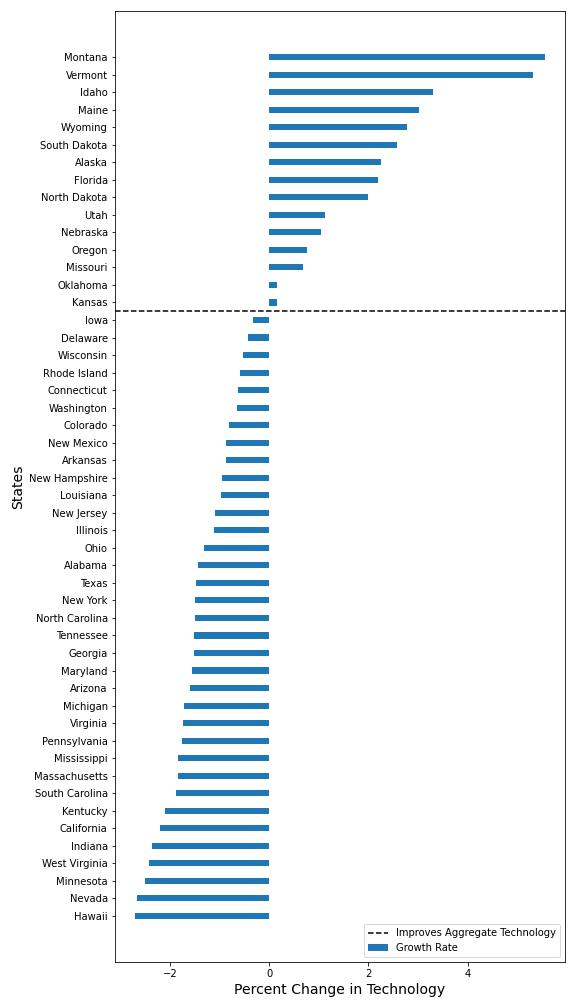 Montana
Vermont
Idaho
Maine
Wyoming
South Dakota
Alaska
Florida
North Dakota
Utah
Nebraska
Oregon
Missouri
Oklahoma
Kansas
Iowa
Delaware
Wisconsin
Rhode Island
Connecticut
Washington
Colorado
New Mexico
Arkansas
New Hampshire
Louisiana
New Jersey
Illinois
Ohio
Alabama
Texas
New York
North Carolina
Tennessee
Georgia
Maryland
Arizona
Michigan
Virginia
Pennsylvania
Mississippi
Massachusetts
South Carolina
Kentucky
California
Indiana
West Virginia
Minnesota
Nevada
Hawaii
States
Improves Aggregate Technology
Growth Rate
−2 0 2 4
Percent Change in Technology